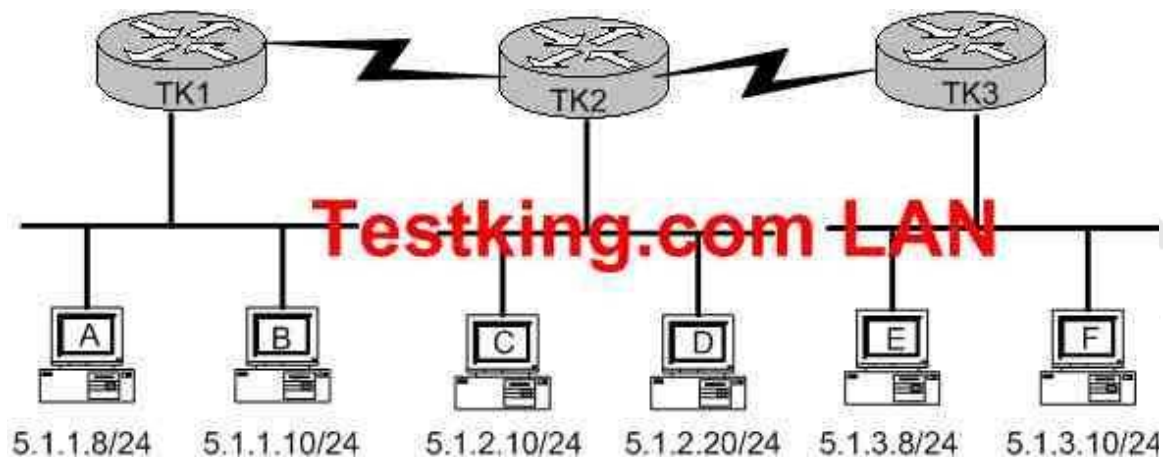 TK1 TK2 TK3
Testking.com LAN
A B C D E F
5.1.1.8/24 5.1.1.10/24 5.1.2.10/24 5.1.2.20/24 5.1.3.8/24 5.1.3.10/24